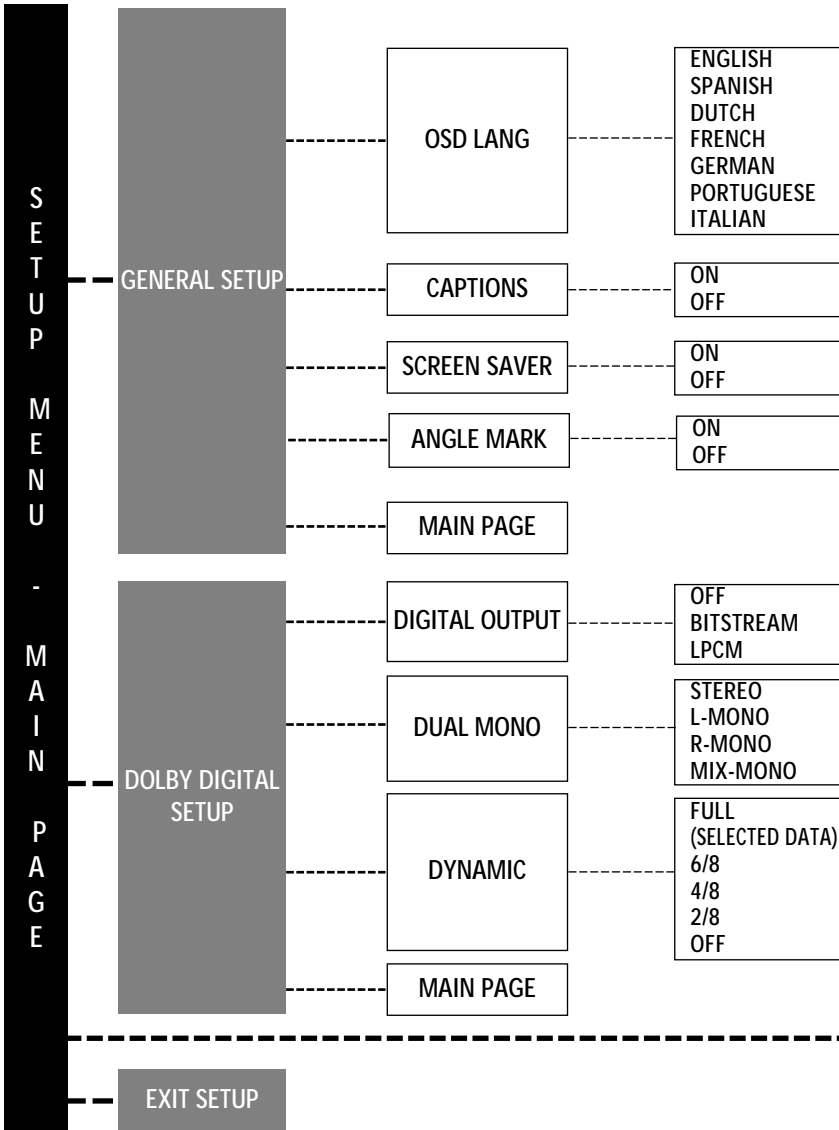 SETUP MENU - MAIN PAGE
GENERAL SETUP
OSD LANG
ENGLISH
SPANISH
DUTCH
FRENCH
GERMAN
PORTUGUESE
ITALIAN
CAPTIONS
ON
OFF
SCREEN SAVER
ON
OFF
ANGLE MARK
ON
OFF
MAIN PAGE
DOLBY DIGITAL
SETUP
DIGITAL OUTPUT
OFF
BITSTREAM
LPCM
DUAL MONO
STEREO
L-MONO
R-MONO
MIX-MONO
DYNAMIC
FULL
(SELECTED DATA)
6/8
4/8
2/8
OFF
MAIN PAGE
EXIT SETUP